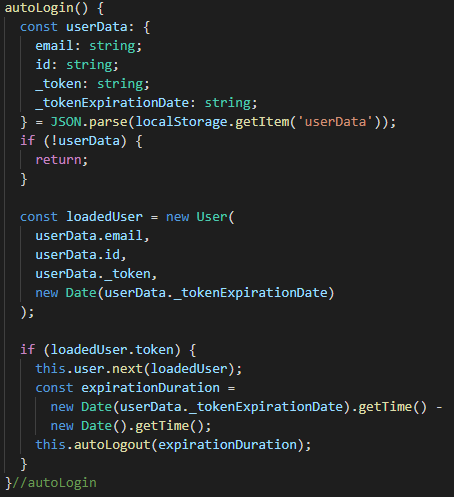 autoLogin() {
const userData: {
email: string;
id: string;
_token: string;
_tokenExpirationDate: string;
} = JSON.parse(localStorage.getItem('userData'));
if (!userData) {
return;
}
const loadedUser = new User(
userData.email,
userData.id,
userData._token,
new Date(userData._tokenExpirationDate)
);
if (loadedUser.token) {
this.user.next(loadedUser);
const expirationDuration =
new Date(userData._tokenExpirationDate).getTime() -
new Date().getTime();
this.autoLogout(expirationDuration);
}
}//autoLogin